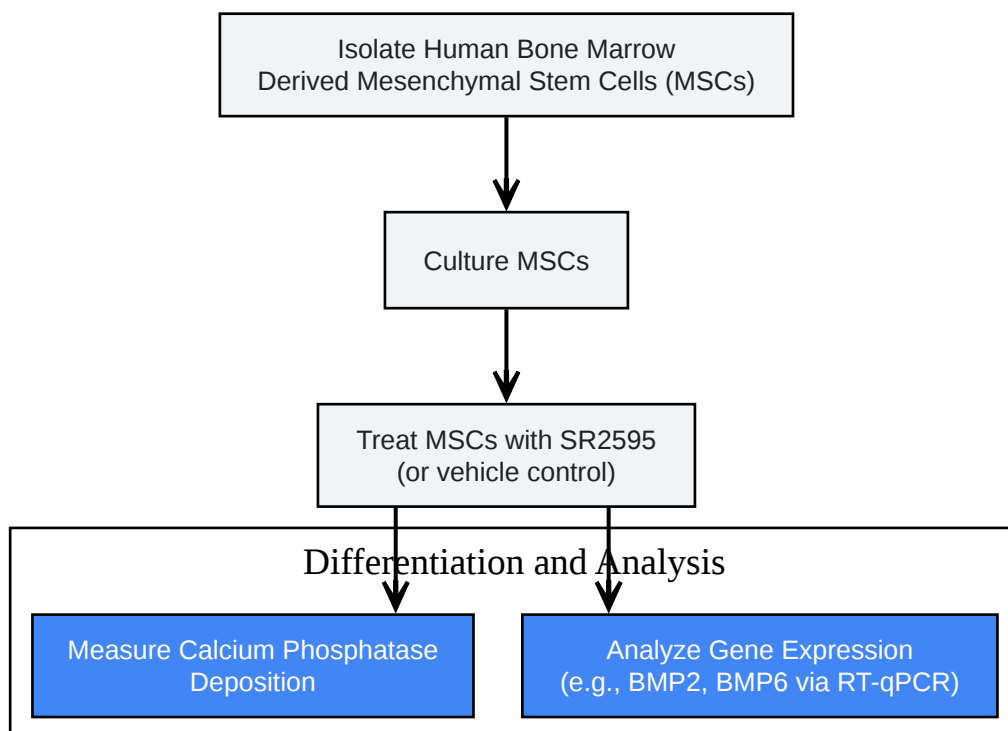 Isolate Human Bone Marrow
Derived Mesenchymal Stem Cells (MSCs)
Culture MSCs
Treat MSCs with SR2595
(or vehicle control)
Differentiation and Analysis
Measure Calcium Phosphatase
Deposition
Analyze Gene Expression
(e.g., BMP2, BMP6 via RT-qPCR)